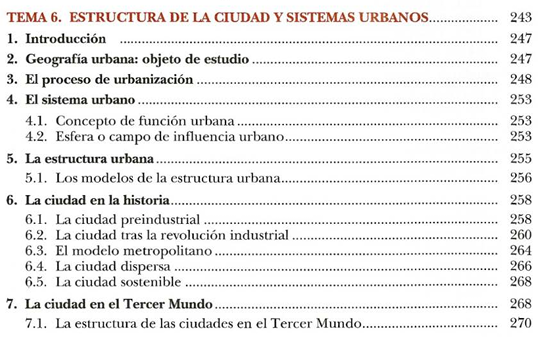 TEMA 6. ESTRUCTURA DE LA CIUDAD Y SISTEMAS URBANOS.................... 243
1. Introducción .................... 247
2. Geografía urbana: objeto de estudio.................... 247
3. El proceso de urbanización.................... 248
4. El sistema urbano.................... 253
4.1. Concepto de función urbana.................... 253
4.2. Esfera o campo de influencia urbano.................... 253
5. La estructura urbana.................... 255
5.1. Los modelos de la estructura urbana.................... 256
6. La ciudad en la historia.................... 258
6.1. La ciudad preindustrial.................... 258
6.2. La ciudad tras la revolución industrial.................... 260
6.3. El modelo metropolitano.................... 264
6.4. La ciudad dispersa.................... 266
6.5. La ciudad sostenible.................... 268
7. La ciudad en el Tercer Mundo.................... 268
7.1. La estructura de las ciudades en el Tercer Mundo.................... 270